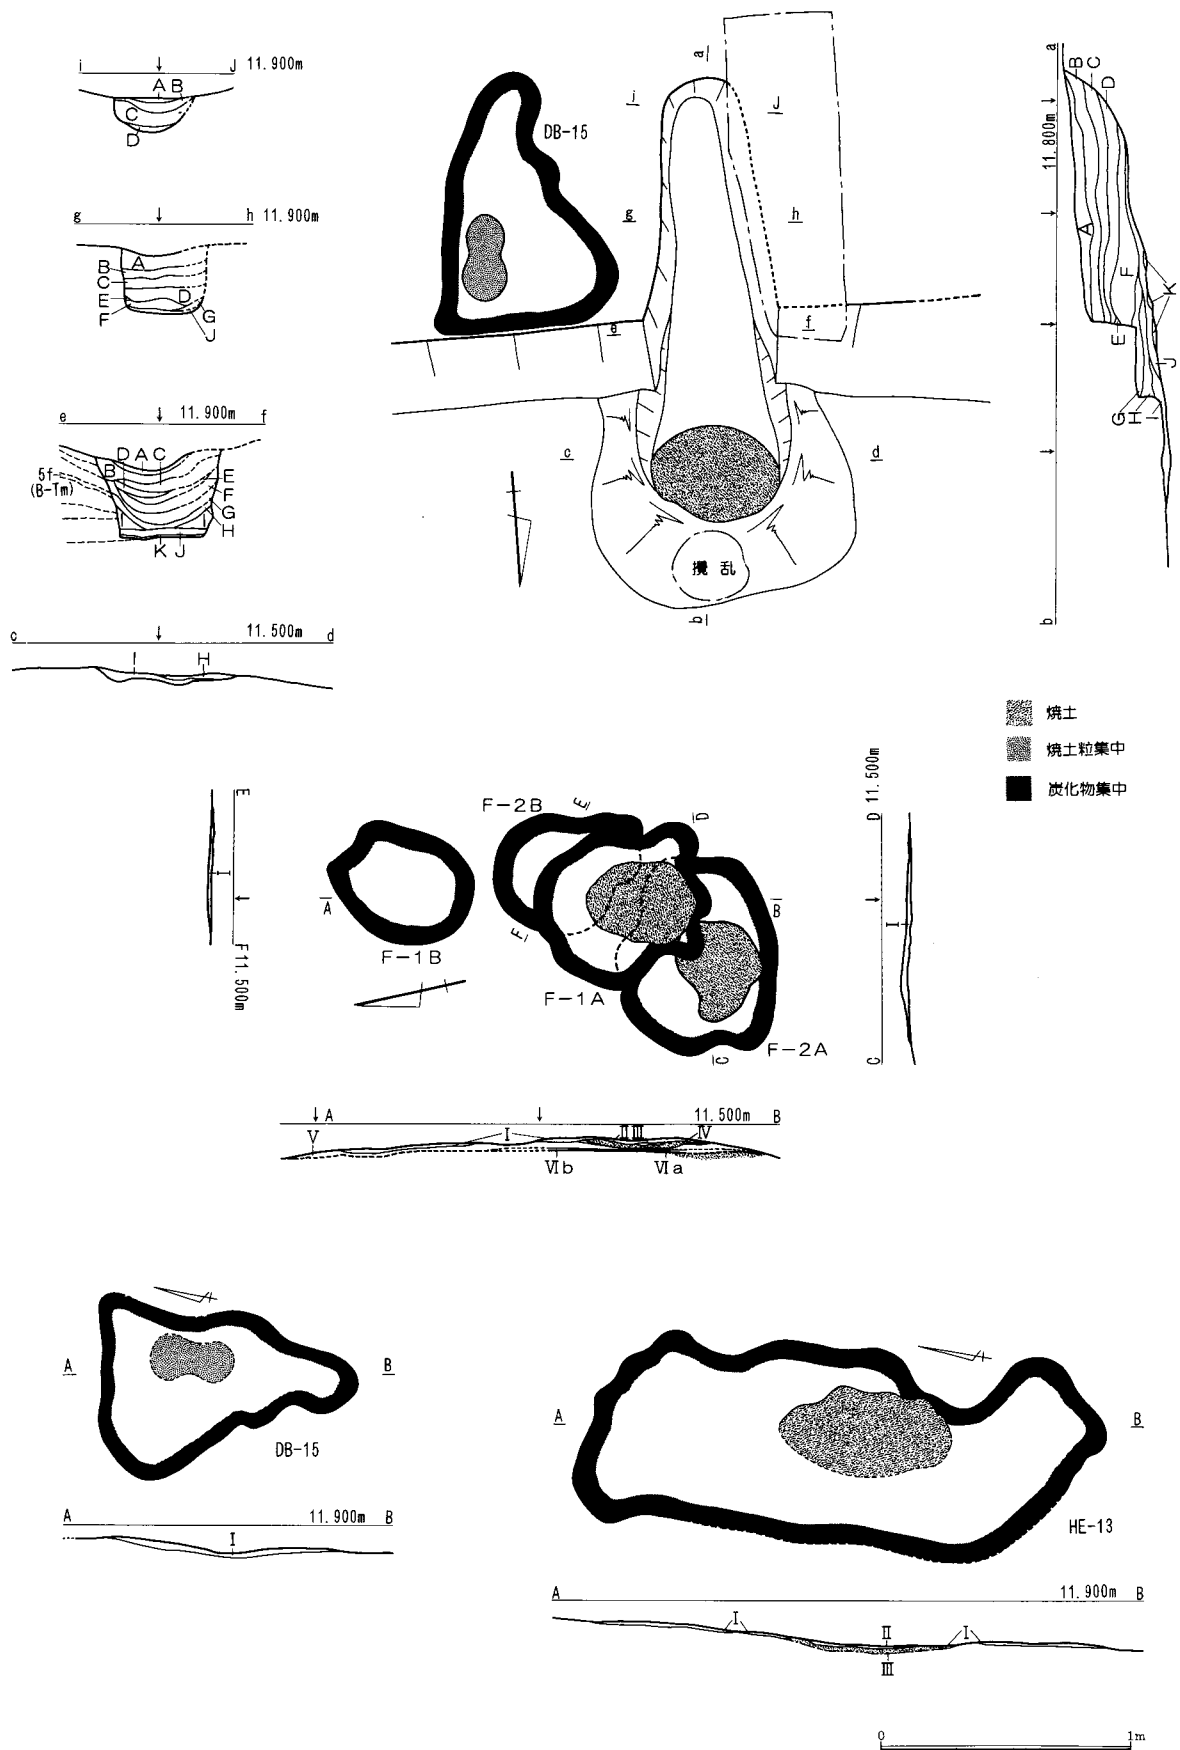 i J 11.900m
A B
C
D
g h 11.900m
A
B
C
D
E
F
G
J
e 11.900m f
D A C
B
E
5f
(B-Tm)
F
G
H
K J
c 11.500m d
I H
a
i
J
DB-15
g
h
e
f
c
d
攪乱
b
a
B
C
D
11.800m
A
F
K
E
J
G
H
I
b
焼土
焼土粒集中
炭化物集中
E
I
F 11.500m
F-2B
E
D
A
B
F
F-1B
F-1A
C
F-2A
D 11.500m
I
C
A 11.500m B
V I II III IV
VIb VIa
A B
DB-15
A 11.900m B
I
A B
HE-13
A 11.900m B
I II I
III
0 1m